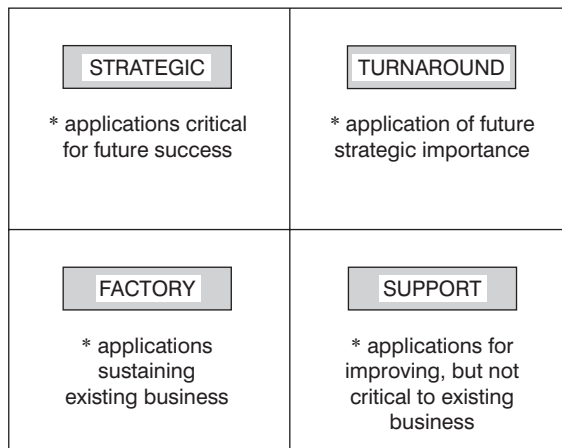 STRATEGIC
* applications critical
for future success
TURNAROUND
* application of future
strategic importance
FACTORY
* applications
sustaining
existing business
SUPPORT
* applications for
improving, but not
critical to existing
business